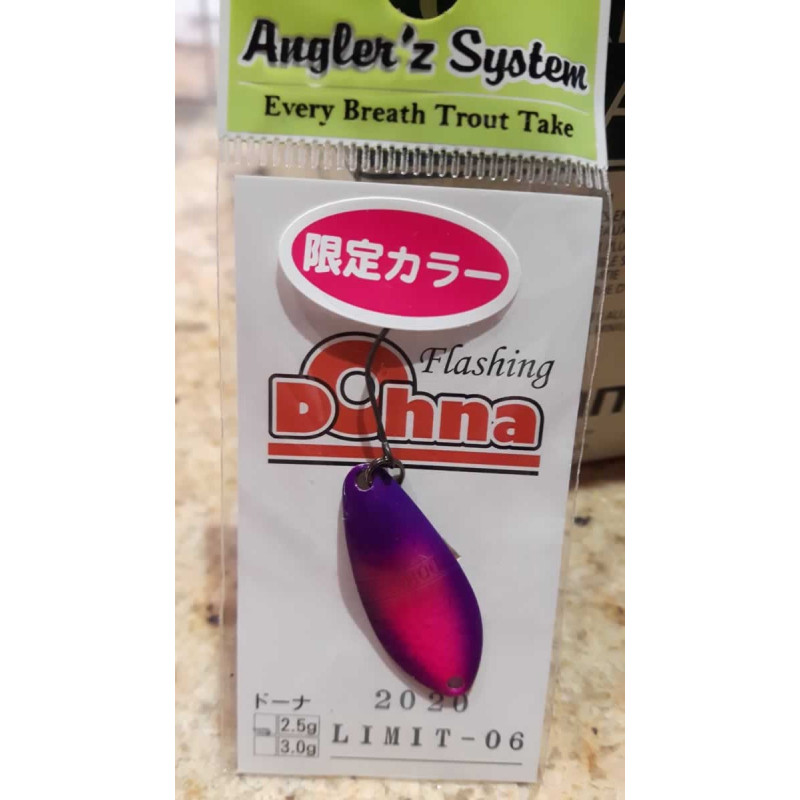 Angler'z System
Every Breath Trout Take
限定カラー
Flashing
Dohna
ドーナ
2.5g
3.0g
2020
LIMIT-06